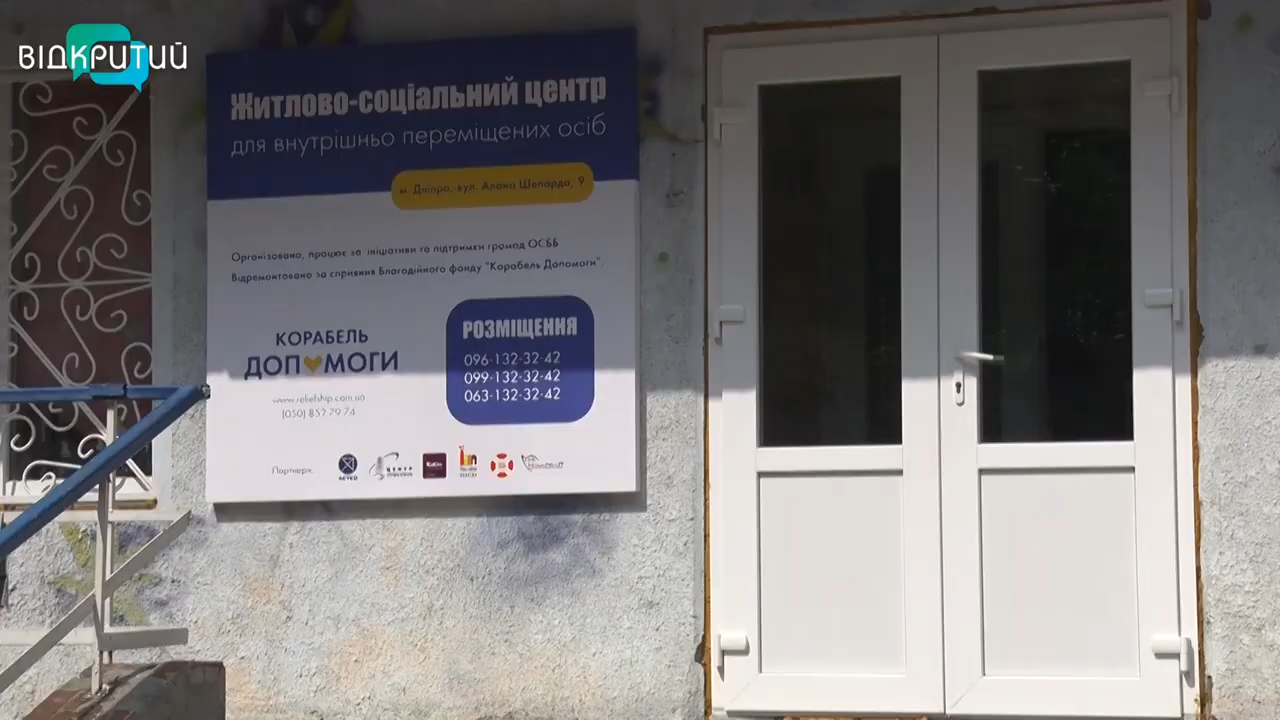 ВІДКРИТИЙ
Житлово-соціальний центр
для внутрішньо переміщених осіб
м. Дніпро, вул. Алана Шепарда, 9
Організовано, працює за ініціативи та підтримки громад ОСББ
Відремонтовано за сприяння Благодійного фонду "Корабель Допомоги".
КОРАБЕЛЬ
ДОПОМОГИ
www.reliefship.com.ua
(050) 852 79 74
РОЗМІЩЕННЯ
096-132-32-42
099-132-32-42
063-132-32-42
Партнери:
ЦЕНТР